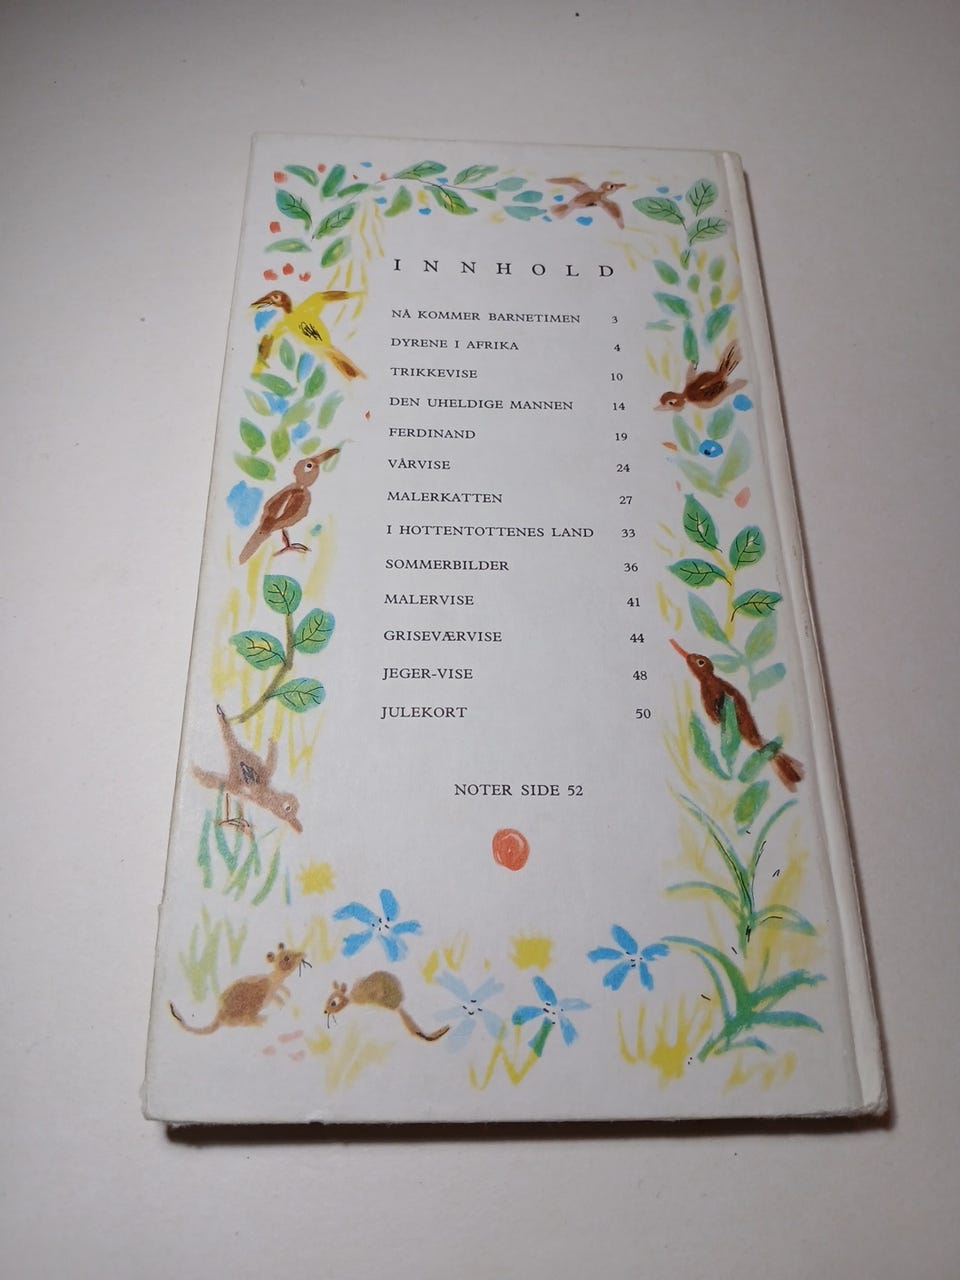 INNHOLD
NÅ KOMMER BARNETIMEN 3
DYRENE I AFRIKA 4
TRIKKEVISE 10
DEN UHELDIGE MANNEN 14
FERDINAND 19
VÅRVISE 24
MALERKATTEN 27
I HOTTENTOTTENES LAND 33
SOMMERBILDER 36
MALERVISE 41
GRISEVÆRVISE 44
JEGER-VISE 48
JULEKORT 50
NOTER SIDE 52